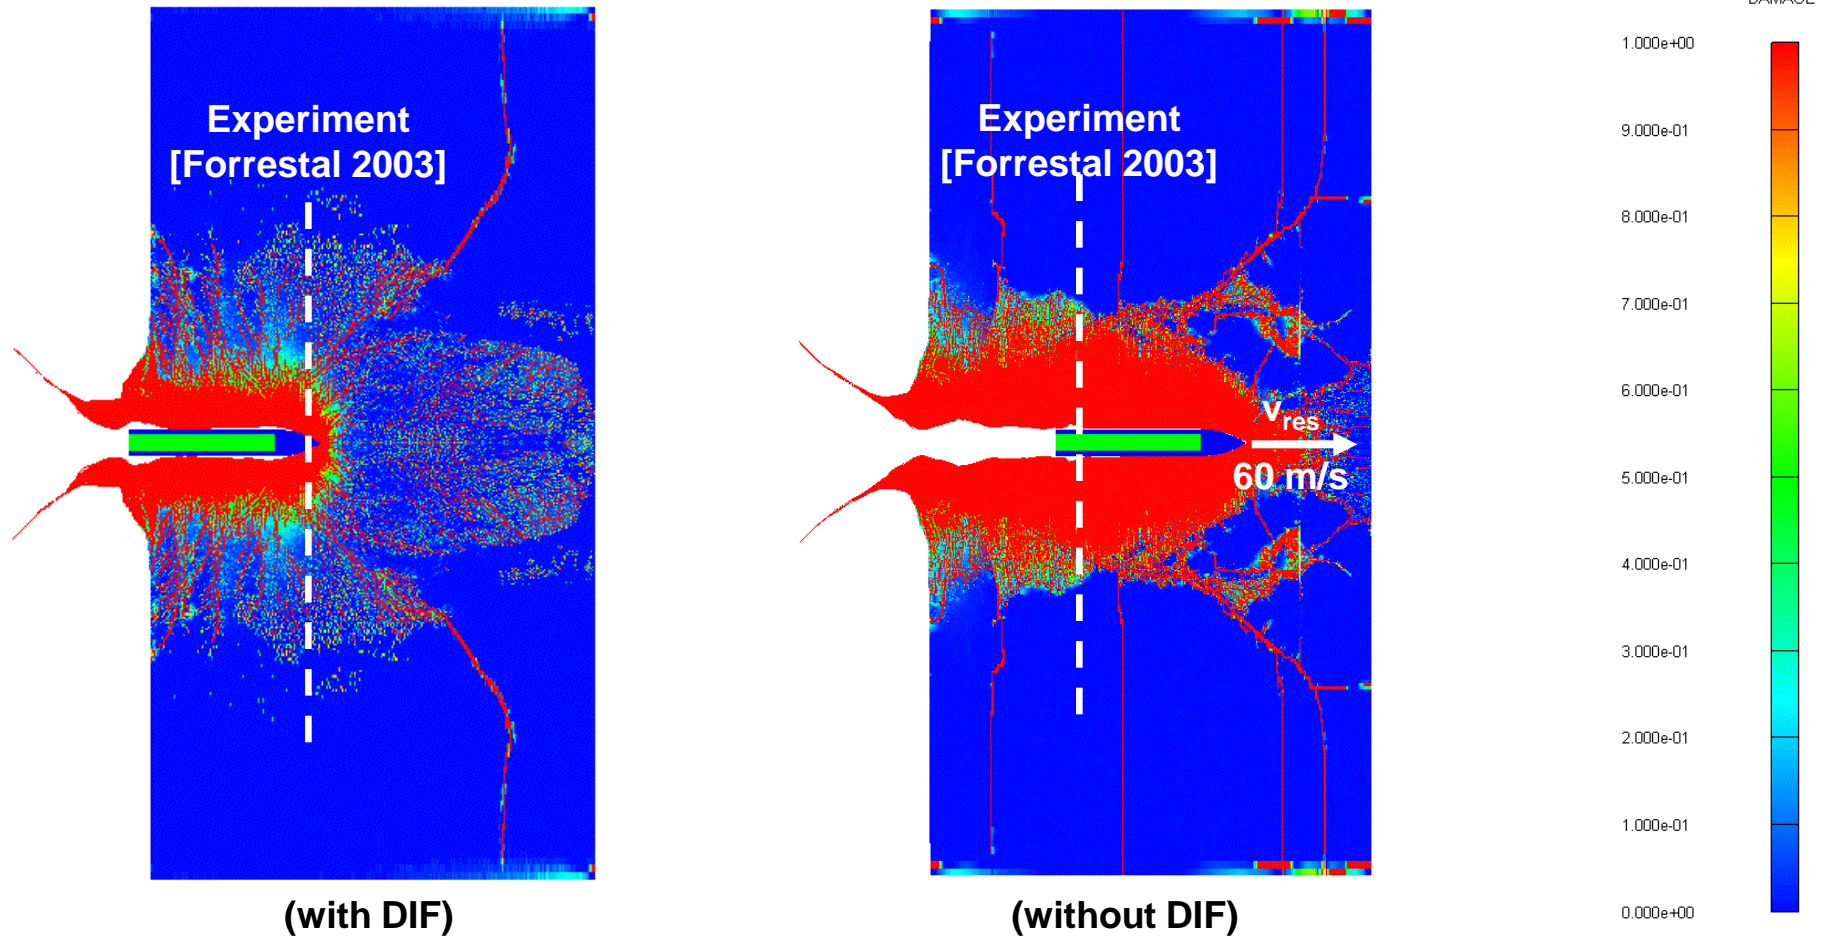 DAMAGE
Experiment
[Forrestal 2003]
Experiment
[Forrestal 2003]
vres
60 m/s
(with DIF)
(without DIF)
1.000e+00
9.000e-01
8.000e-01
7.000e-01
6.000e-01
5.000e-01
4.000e-01
3.000e-01
2.000e-01
1.000e-01
0.000e+00